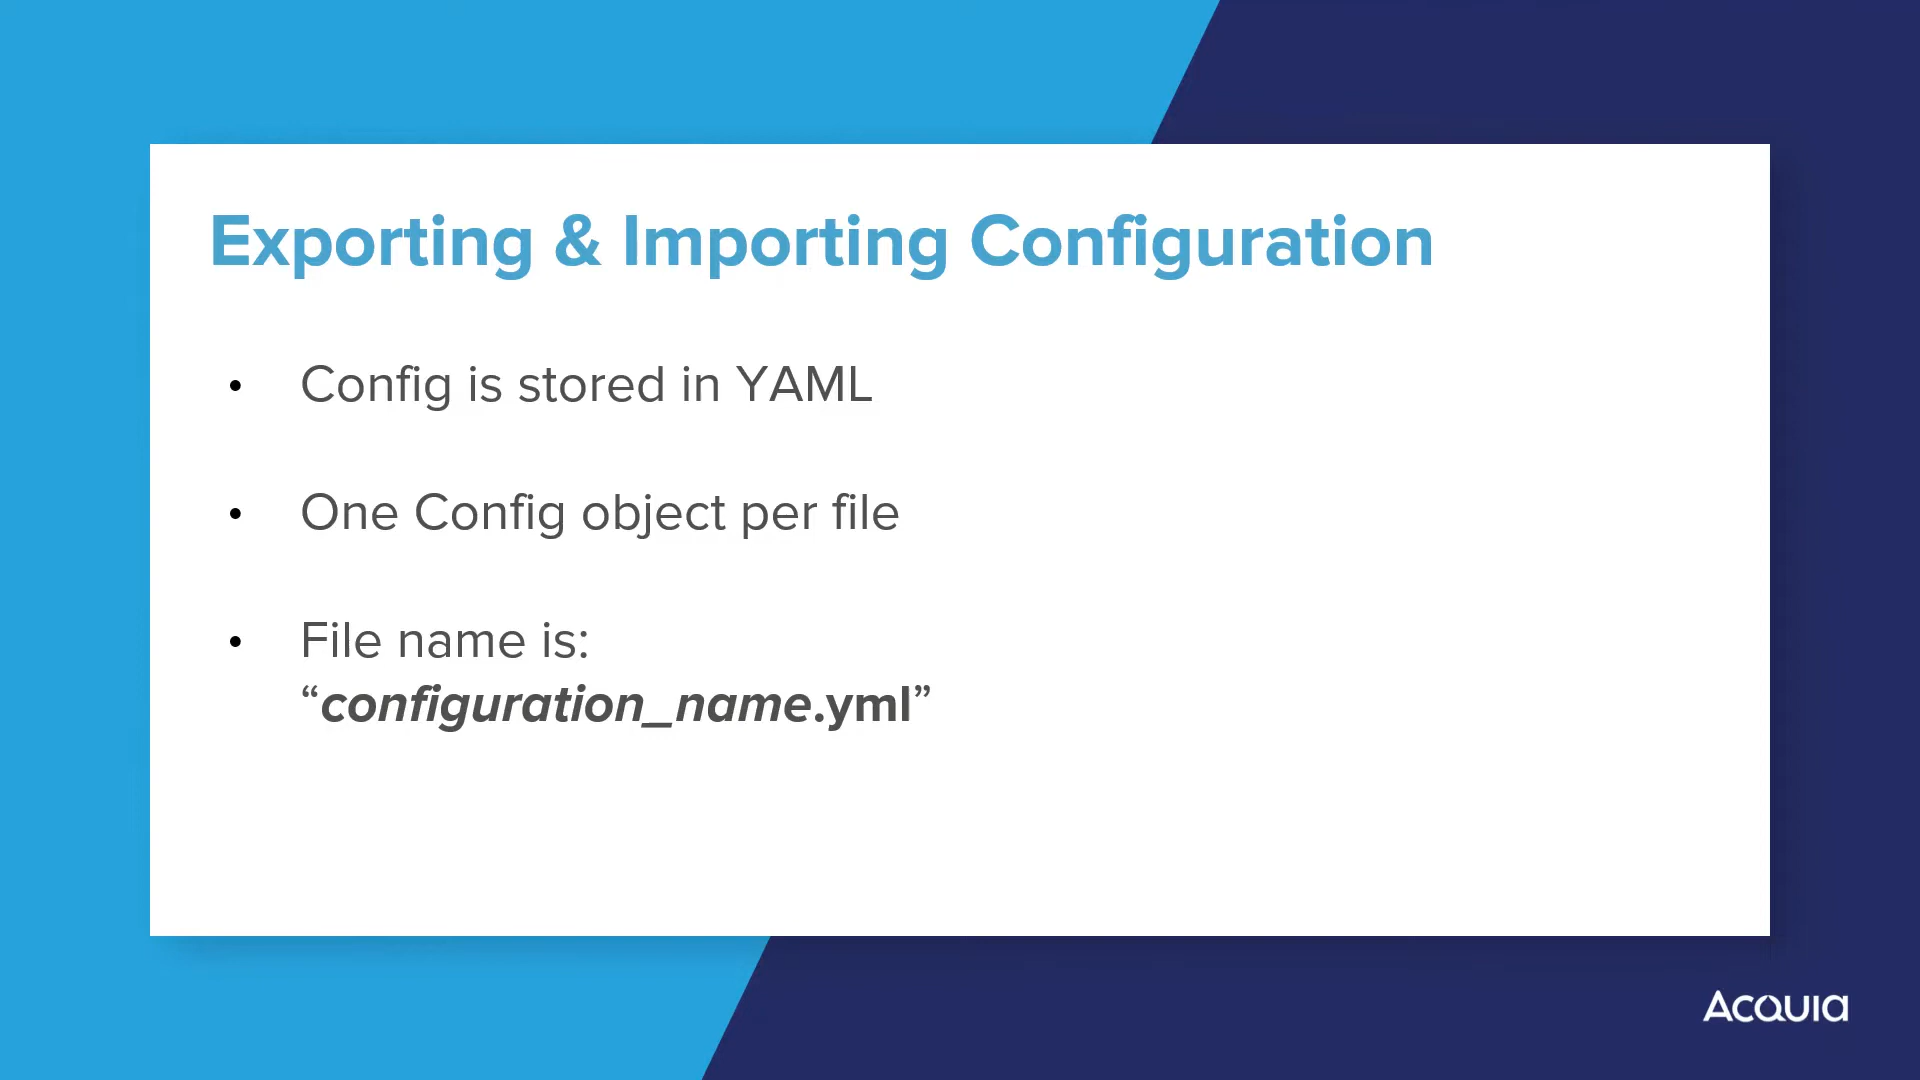 Exporting & Importing Configuration
• Config is stored in YAML
• One Config object per file
• File name is:
“configuration_name.yml”
Acquia